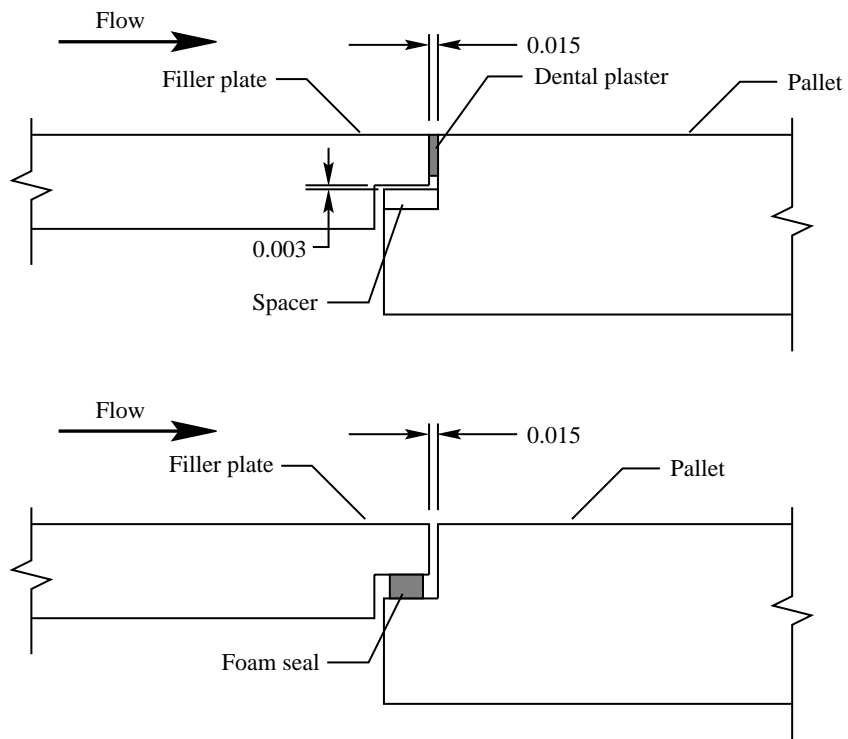 Flow
0.015
Filler plate
Dental plaster
Pallet
0.003
Spacer
Flow
0.015
Filler plate
Pallet
Foam seal